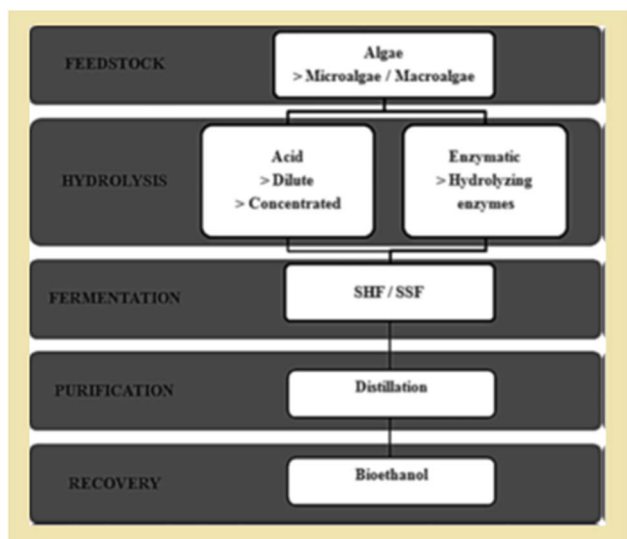 FEEDSTOCK
Algae
> Microalgae / Macroalgae
HYDROLYSIS
Acid
> Dilute
> Concentrated
Enzymatic
> Hydrolyzing
enzymes
FERMENTATION
SHF / SSF
PURIFICATION
Distillation
RECOVERY
Bioethanol